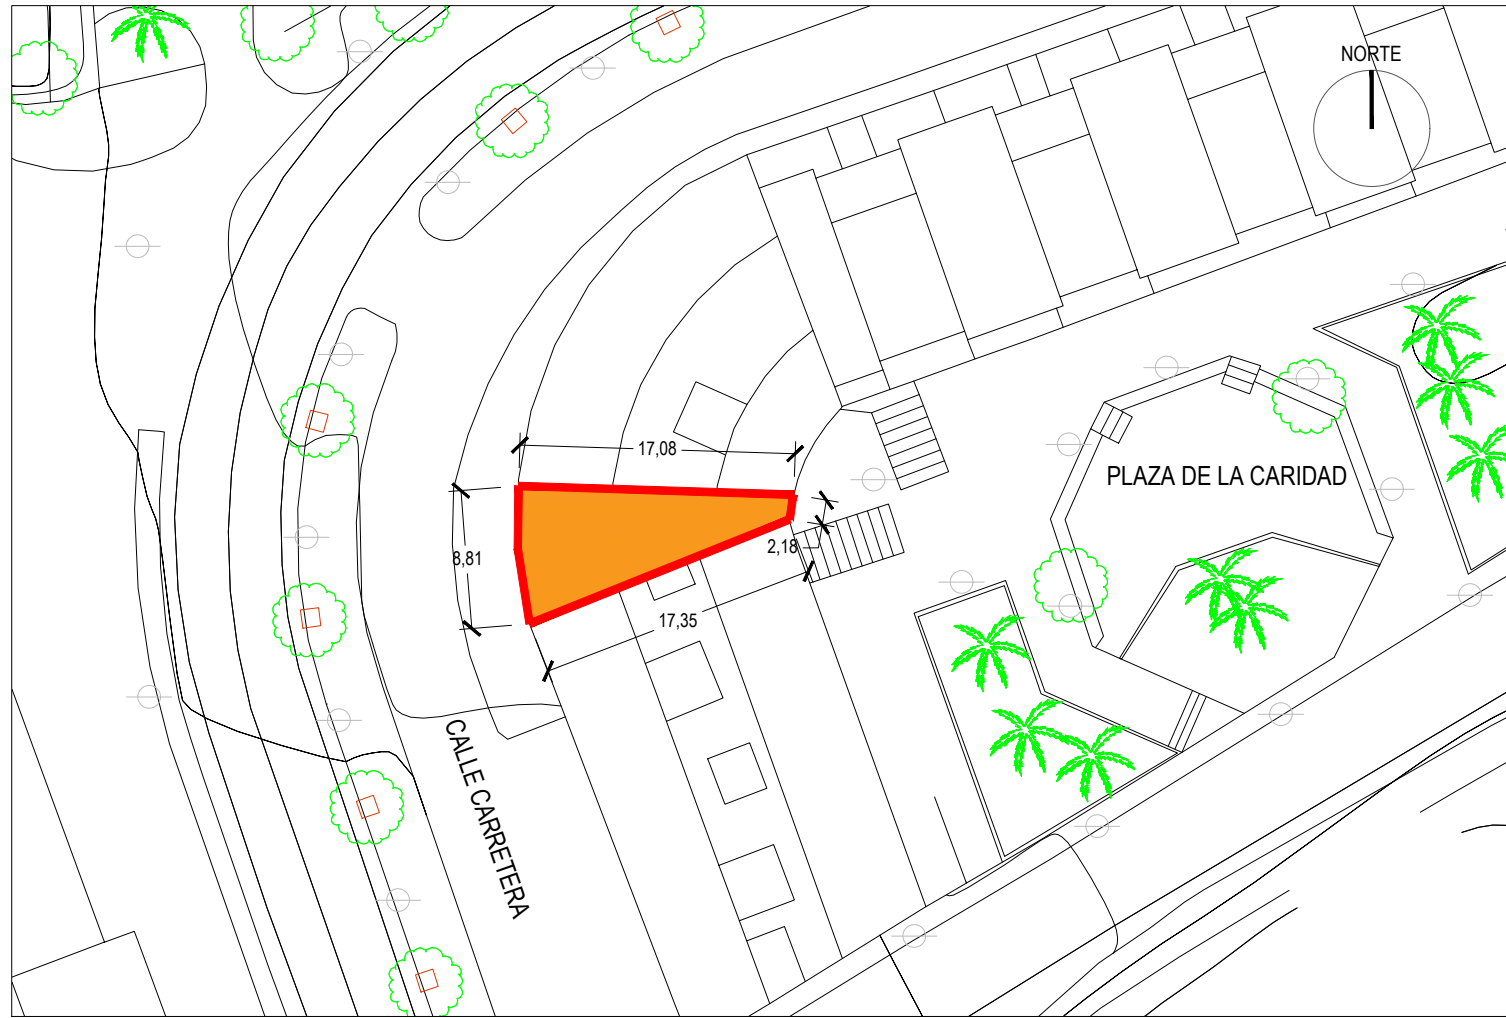 NORTE
17,08
PLAZA DE LA CARIDAD
8,81
2,18
17,35
CALLE CARRETERA